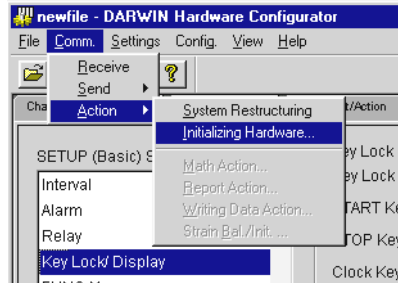 newfile - DARWIN Hardware Configurator
File Comm. Settings Config. View Help
Receive
Send
Action
System Restructuring
Initializing Hardware...
Math Action...
Report Action...
Writing Data Action...
Strain Bal./Init. ...
Cha
t/Action
SETUP (Basic) S
Interval
Alarm
Relay
Key Lock/ Display
ey Lock
ey Lock
TART Ke
TOP Key
Clock Key